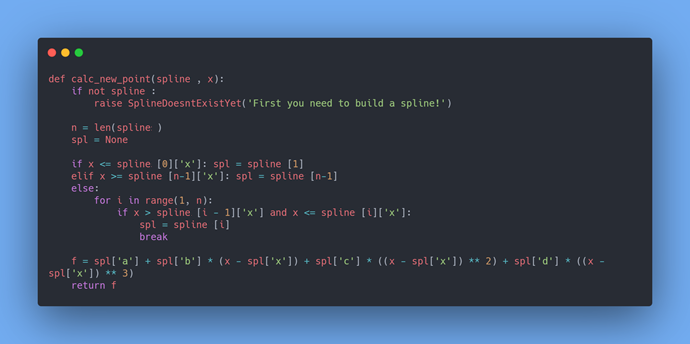 def calc_new_point(spline , x):
    if not spline :
        raise SplineDoesntExistYet('First you need to build a spline!')

    n = len(spline )
    spl = None

    if x <= spline [0]['x']: spl = spline [1]
    elif x >= spline [n-1]['x']: spl = spline [n-1]
    else:
        for i in range(1, n):
            if x > spline [i - 1]['x'] and x <= spline [i]['x']:
                spl = spline [i]
                break

    f = spl['a'] + spl['b'] * (x - spl['x']) + spl['c'] * ((x - spl['x']) ** 2) + spl['d'] * ((x -
spl['x']) ** 3)
    return f